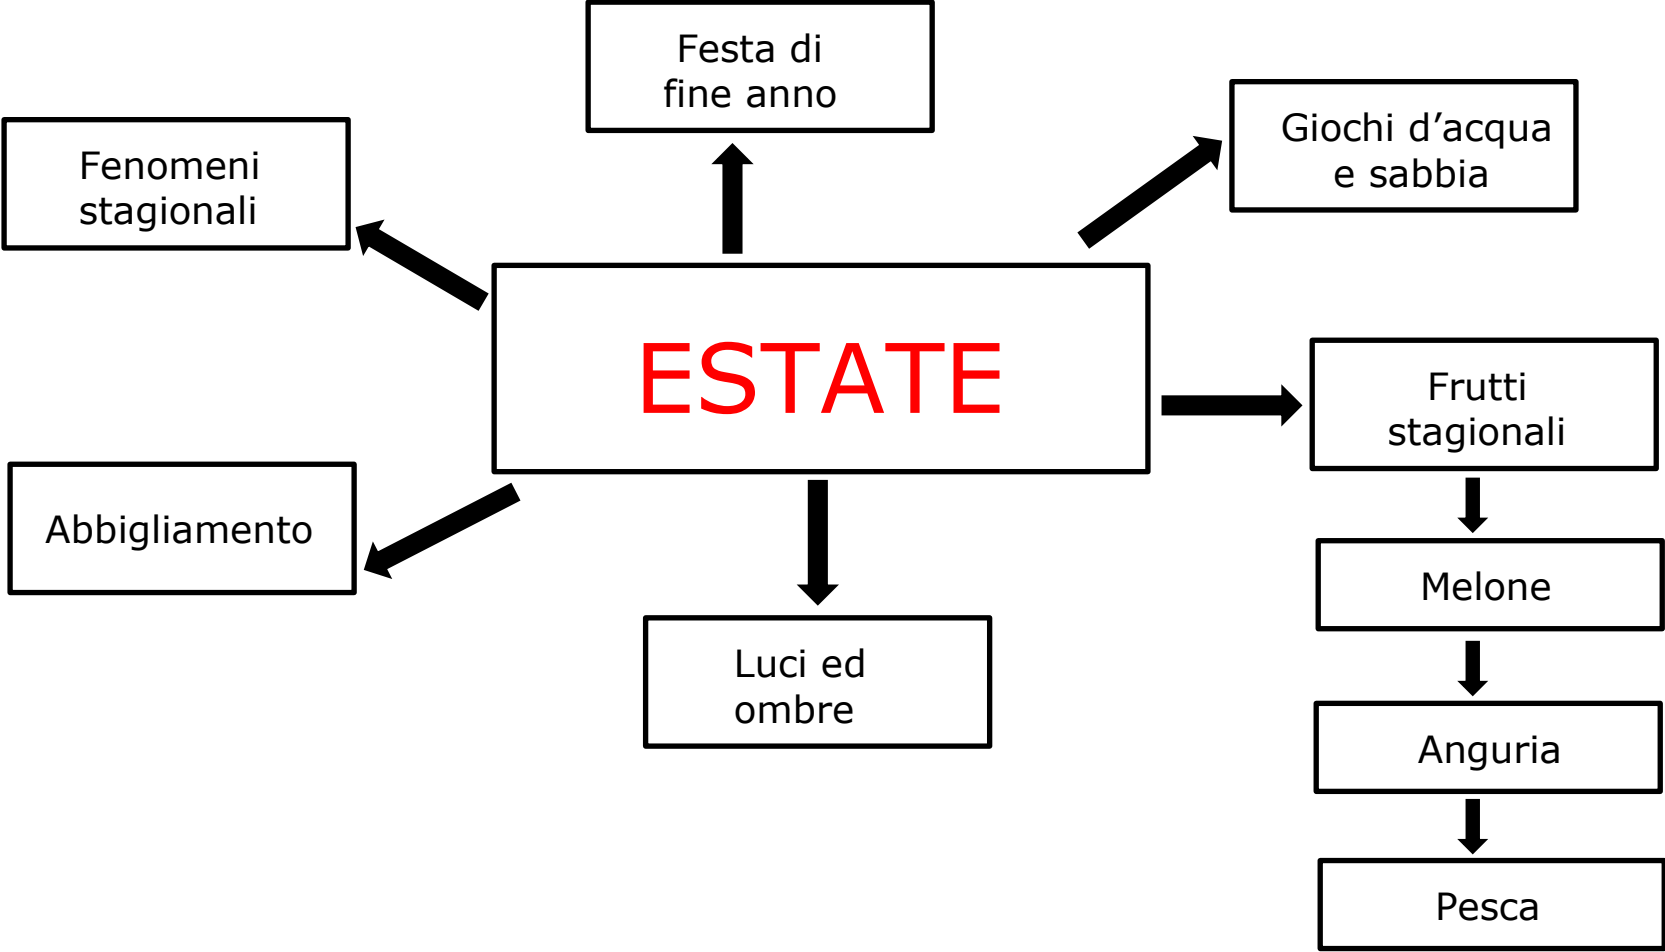 Festa di
fine anno
Giochi d’acqua
e sabbia
Fenomeni
stagionali
ESTATE
Frutti
stagionali
Abbigliamento
Melone
Luci ed
ombre
Anguria
Pesca